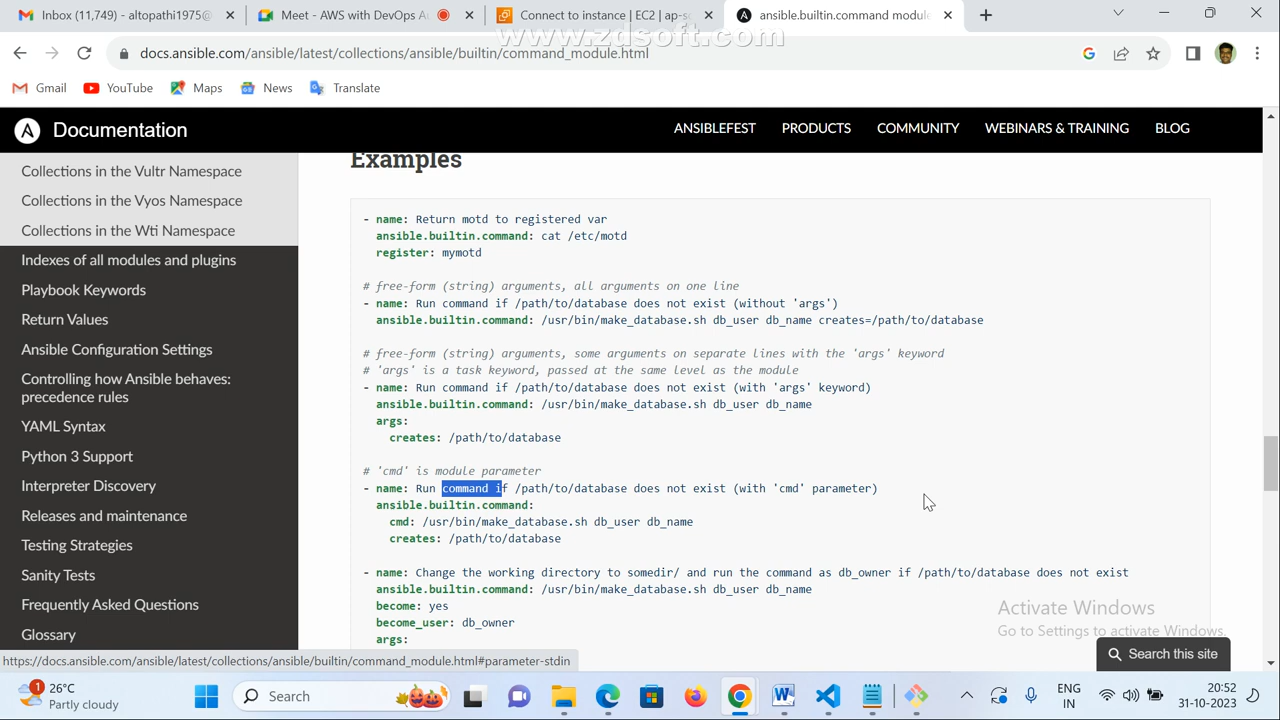 Inbox (11,749) - altopathi1975@
Meet - AWS with DevOps Au
Connect to instance | EC2 | ap-so
ansible.builtin.command module
www.zdsoft.com
docs.ansible.com/ansible/latest/collections/ansible/builtin/command_module.html
Gmail
YouTube
Maps
News
Translate
Documentation
ANSIBLEFEST
PRODUCTS
COMMUNITY
WEBINARS & TRAINING
BLOG
Collections in the Vultr Namespace
Collections in the Vyos Namespace
Collections in the Wti Namespace
Indexes of all modules and plugins
Playbook Keywords
Return Values
Ansible Configuration Settings
Controlling how Ansible behaves:
precedence rules
YAML Syntax
Python 3 Support
Interpreter Discovery
Releases and maintenance
Testing Strategies
Sanity Tests
Frequently Asked Questions
Glossary
Examples
- name: Return motd to registered var
ansible.builtin.command: cat /etc/motd
register: mymotd
# free-form (string) arguments, all arguments on one line
- name: Run command if /path/to/database does not exist (without 'args')
ansible.builtin.command: /usr/bin/make_database.sh db_user db_name creates=/path/to/database
# free-form (string) arguments, some arguments on separate lines with the 'args' keyword
# 'args' is a task keyword, passed at the same level as the module
- name: Run command if /path/to/database does not exist (with 'args' keyword)
ansible.builtin.command: /usr/bin/make_database.sh db_user db_name
args:
creates: /path/to/database
# 'cmd' is module parameter
- name: Run command if /path/to/database does not exist (with 'cmd' parameter)
ansible.builtin.command:
cmd: /usr/bin/make_database.sh db_user db_name
creates: /path/to/database
- name: Change the working directory to somedir/ and run the command as db_owner if /path/to/database does not exist
ansible.builtin.command: /usr/bin/make_database.sh db_user db_name
become: yes
become_user: db_owner
args:
Activate Windows
Go to Settings to activate Windows.
Search this site
https://docs.ansible.com/ansible/latest/collections/ansible/builtin/command_module.html#parameter-stdin
1
26°C
Partly cloudy
Search
ENG
IN
20:52
31-10-2023